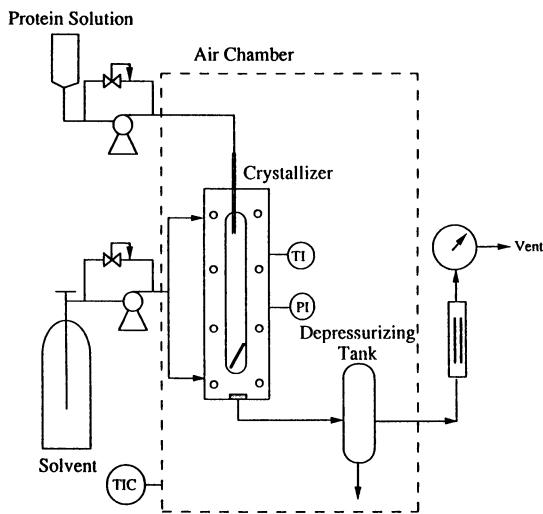 Protein Solution
Air Chamber
Crystallizer
TI
PI
Vent
Depressurizing
Tank
Solvent
TIC